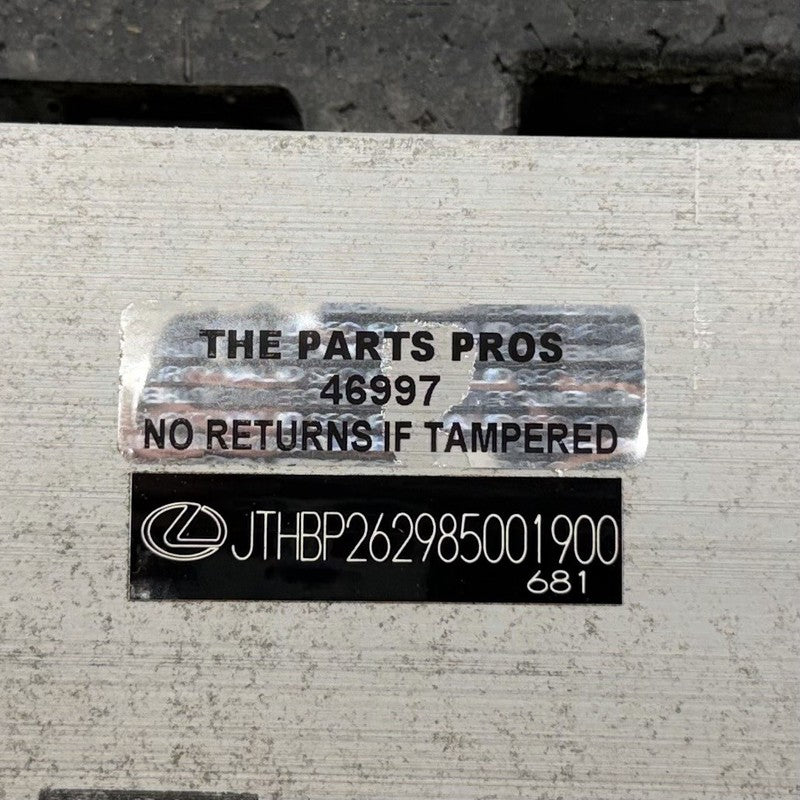 THE PARTS PROS
46997
NO RETURNS IF TAMPERED
JTHBP262985001900
681